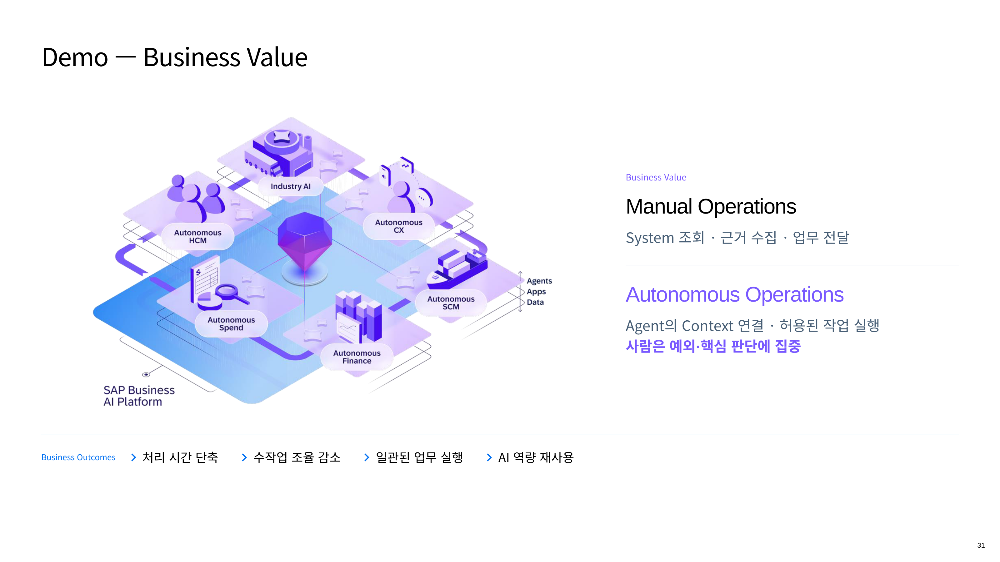 Demo — Business Value
Industry AI
Autonomous
CX
Autonomous
HCM
Autonomous
SCM
Agents
Apps
Data
Autonomous
Spend
Autonomous
Finance
SAP Business
AI Platform
Business Value
Manual Operations
System 조회 · 근거 수집 · 업무 전달
Autonomous Operations
Agent의 Context 연결 · 허용된 작업 실행
사람은 예외·핵심 판단에 집중
Business Outcomes > 처리 시간 단축 > 수작업 조율 감소 > 일관된 업무 실행 > AI 역량 재사용
31